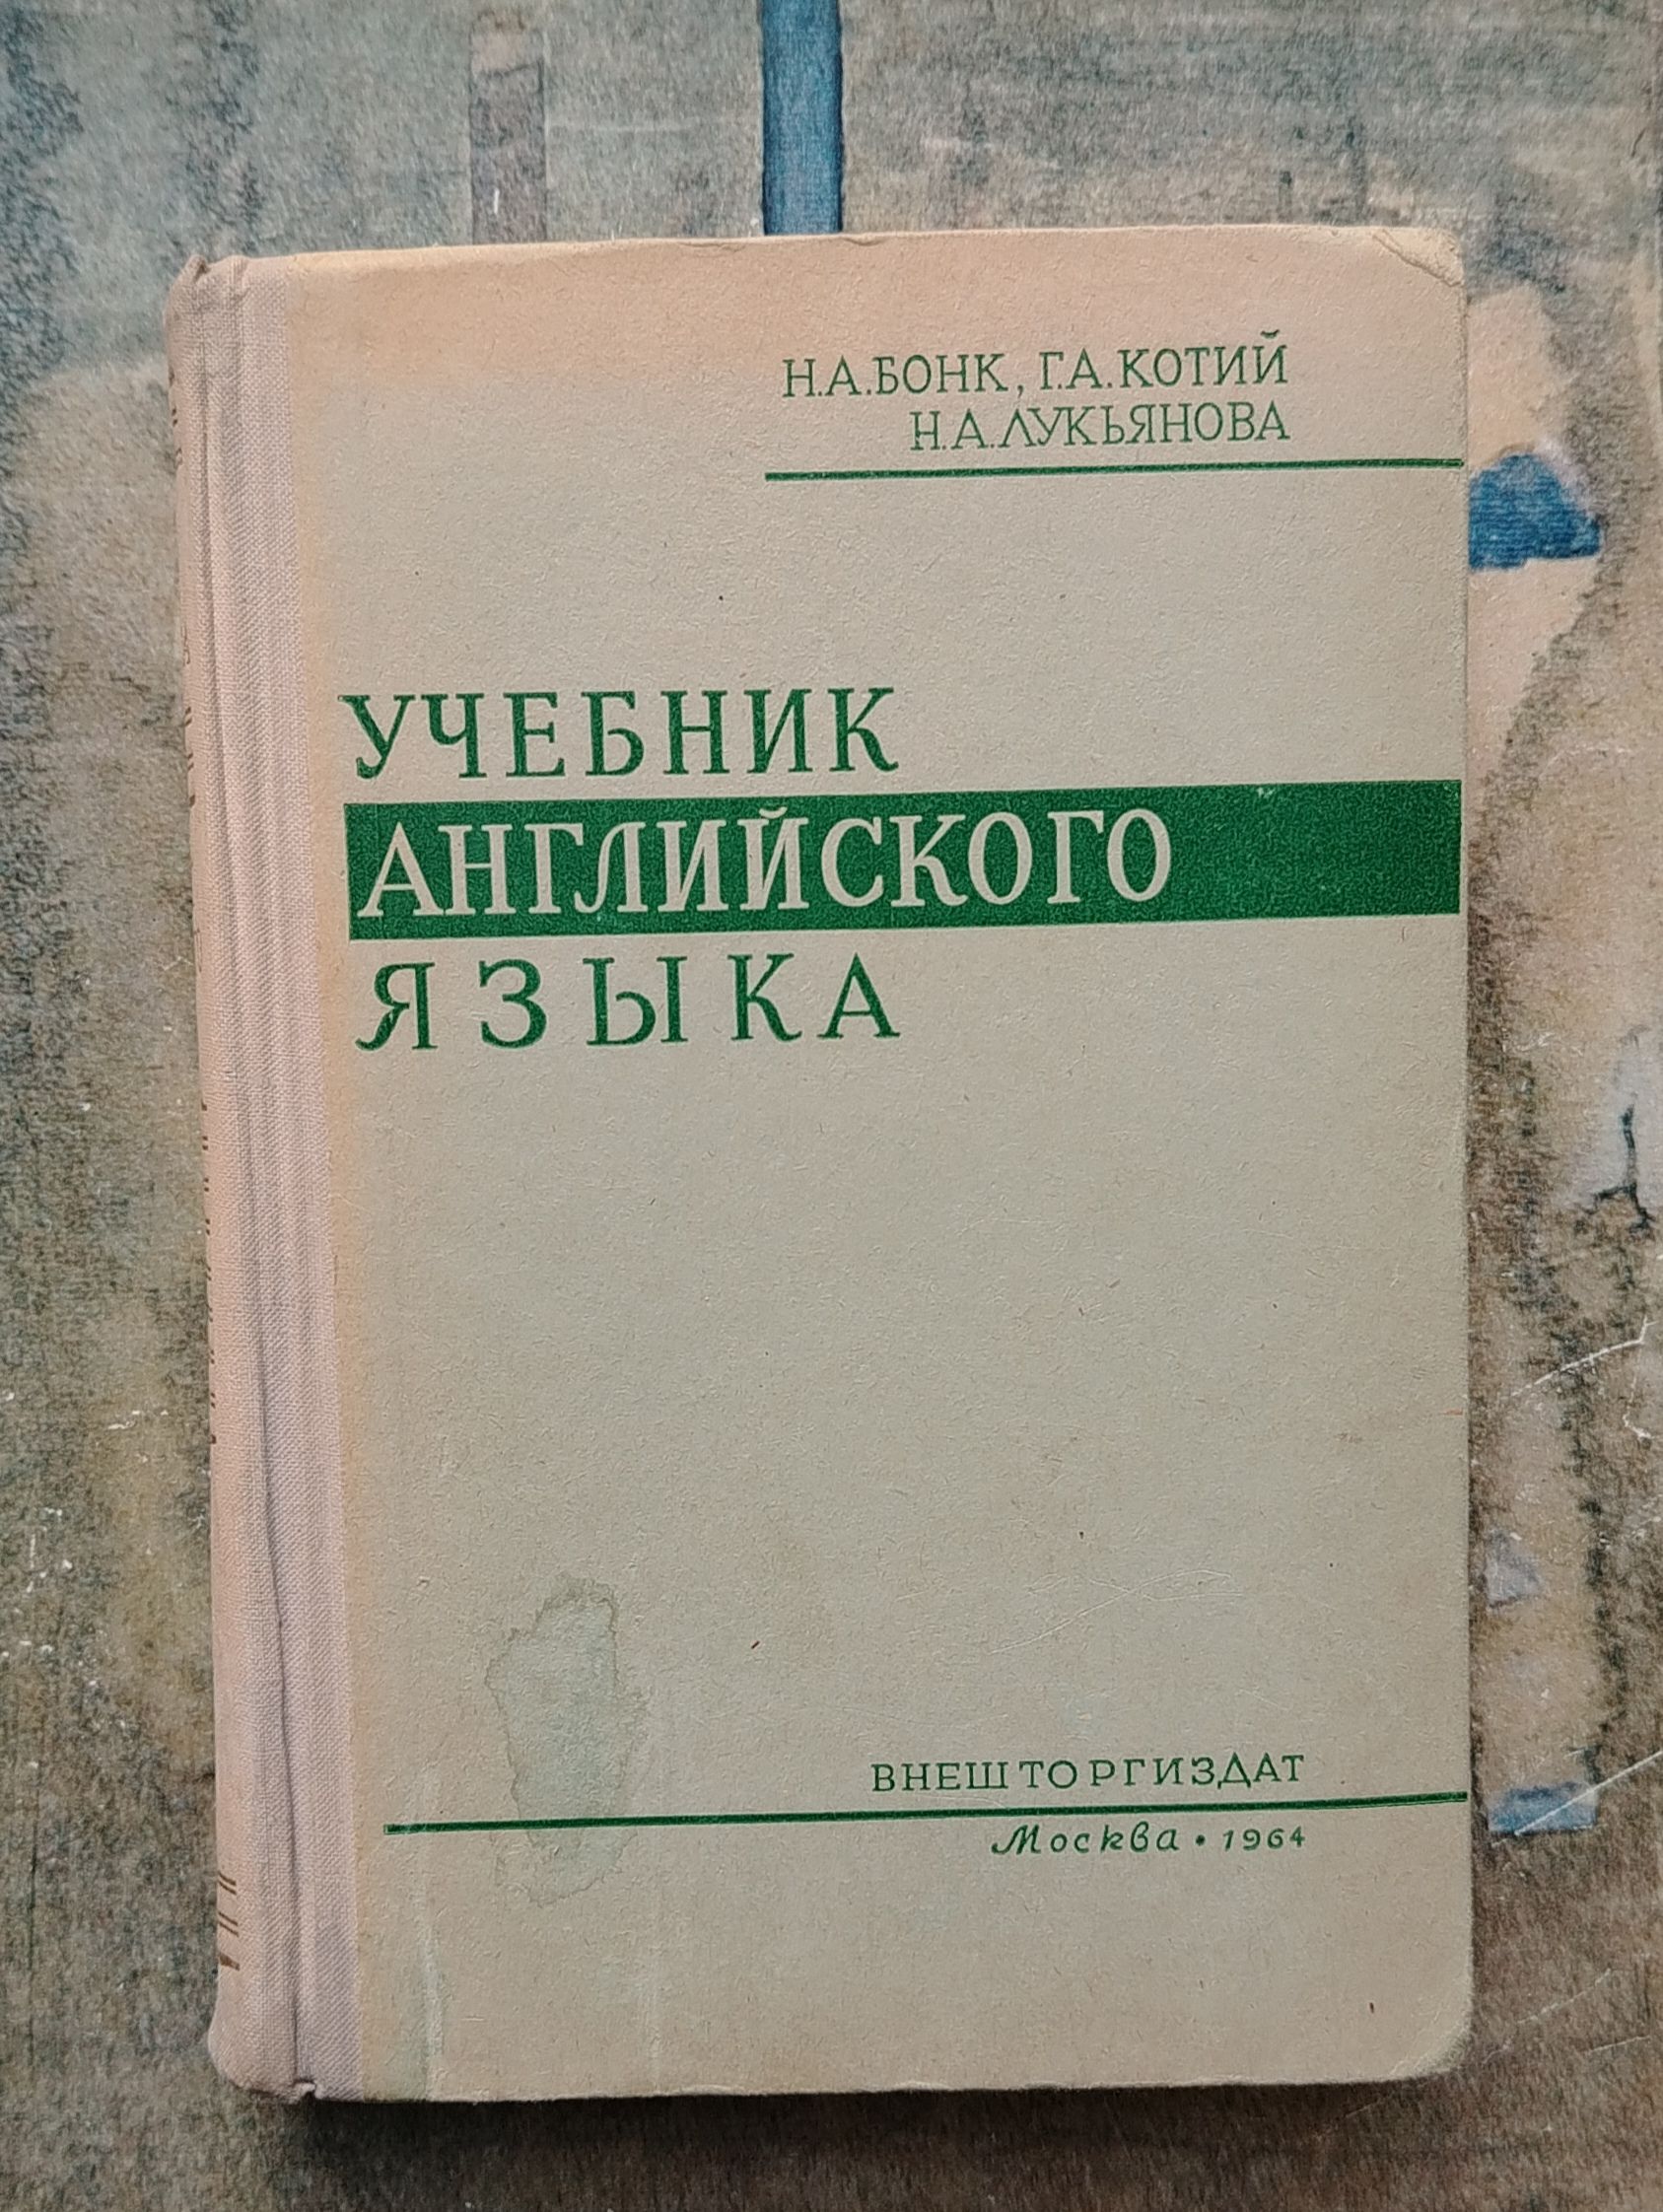 Н.А.БОНК, Г.А.КОТИЙ
Н.А.ЛУКЬЯНОВА
УЧЕБНИК
АНГЛИЙСКОГО
ЯЗЫКА
ВНЕШТОРГИЗДАТ
Москва • 1964